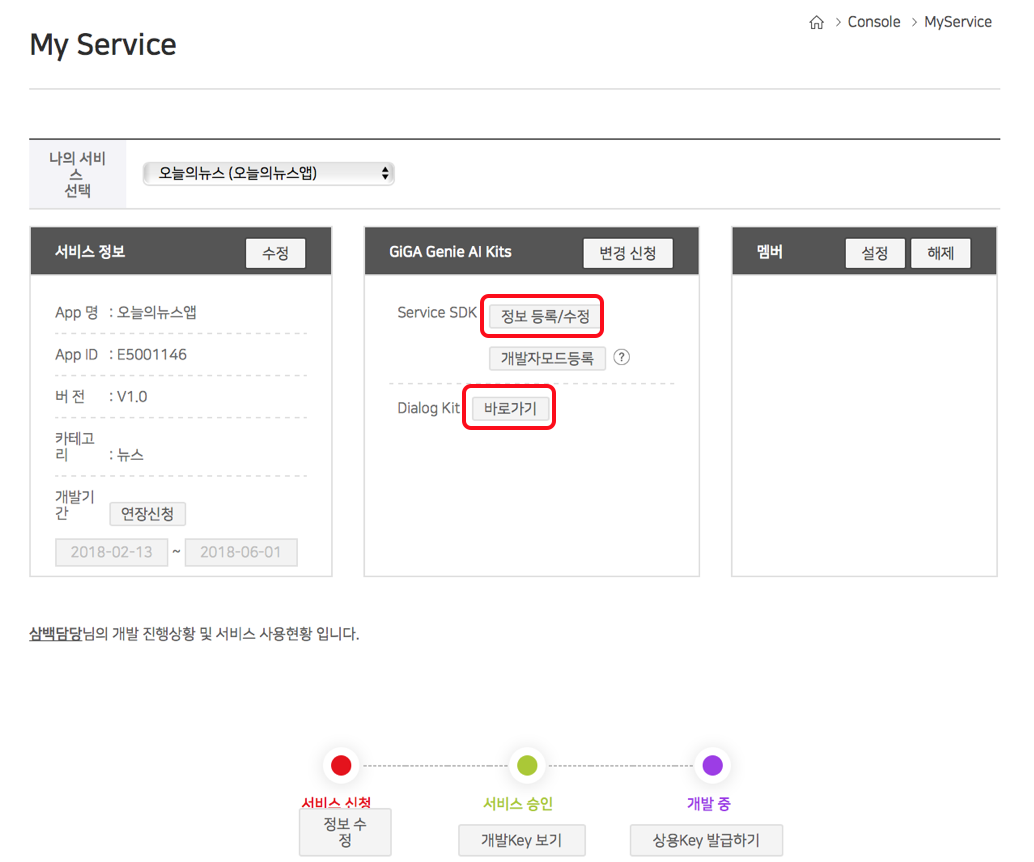 Console > MyService
My Service
나의 서비
스
선택
오늘의뉴스 (오늘의뉴스앱)
서비스 정보
수정
App 명 : 오늘의뉴스앱
App ID : E5001146
버 전 : V1.0
카테고
리 : 뉴스
개발기
간
연장신청
2018-02-13 ~ 2018-06-01
GiGA Genie AI Kits
변경 신청
Service SDK 정보 등록/수정
개발자모드등록 ?
Dialog Kit 바로가기
멤버
설정 해제
삼백담당님의 개발 진행상황 및 서비스 사용현황 입니다.
서비스 신청
정보 수
정
서비스 승인
개발Key 보기
개발 중
상용Key 발급하기